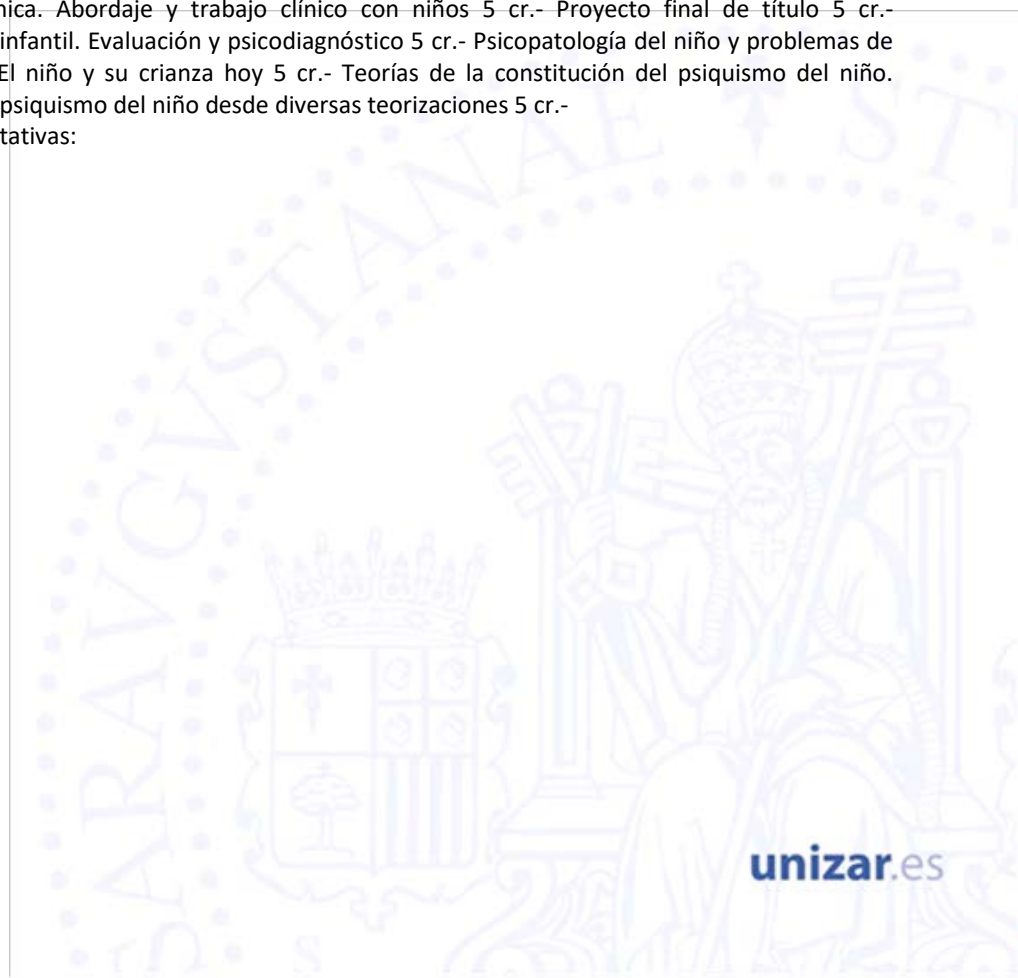 nica. Abordaje y trabajo clínico con niños 5 cr.- Proyecto final de título 5 cr.-
infantil. Evaluación y psicodiagnóstico 5 cr.- Psicopatología del niño y problemas de
El niño y su crianza hoy 5 cr.- Teorías de la constitución del psiquismo del niño.
psiquismo del niño desde diversas teorizaciones 5 cr.-
tativas:
CARAVGVSTANAE STI
unizar.es
S